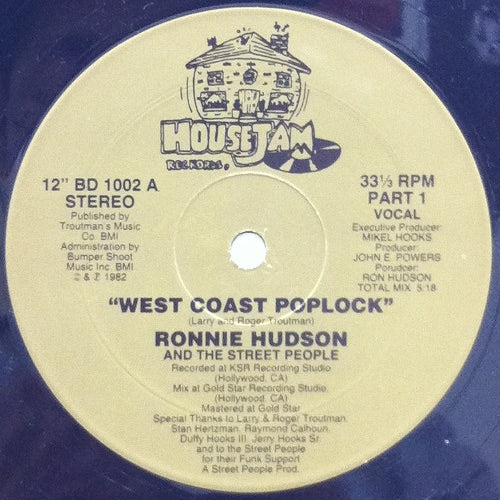 HOUSEJAM
RECORDS,
12" BD 1002 A
STEREO
Published by
Troutman's Music
Co. BMI
Administration by
Bumper Shoot
Music Inc. BMI
© & ℗ 1982
33⅓ RPM
PART 1
VOCAL
Executive Producer
MIKEL HOOKS
Producer:
JOHN E. POWERS
Porudcer:
RON HUDSON
TOTAL MIX 5:18
"WEST COAST POPLOCK"
(Larry and Roger Troutman)
RONNIE HUDSON
AND THE STREET PEOPLE
Recorded at KSR Recording Studio
(Hollywood, CA)
Mix at Gold Star Recording Studio.
(Hollywood, CA)
Mastered at Gold Star
Special Thanks to Larry & Roger Troutman,
Stan Hertzman, Raymond Calhoun,
Duffy Hooks III, Jerry Hooks Sr.
and to the Street People
for their Funk Support
A Street People Prod.